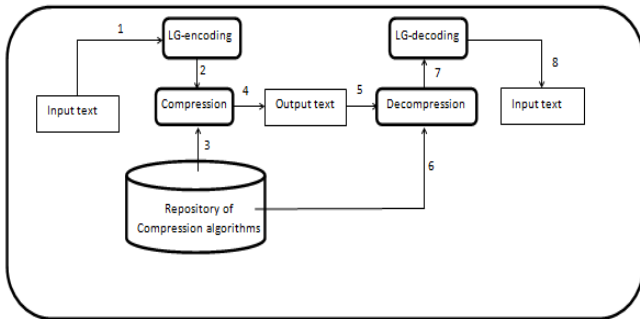 1
LG-encoding
LG-decoding
2
7
8
Input text
Compression
4
Output text
5
Decompression
Input text
3
6
Repository of
Compression algorithms